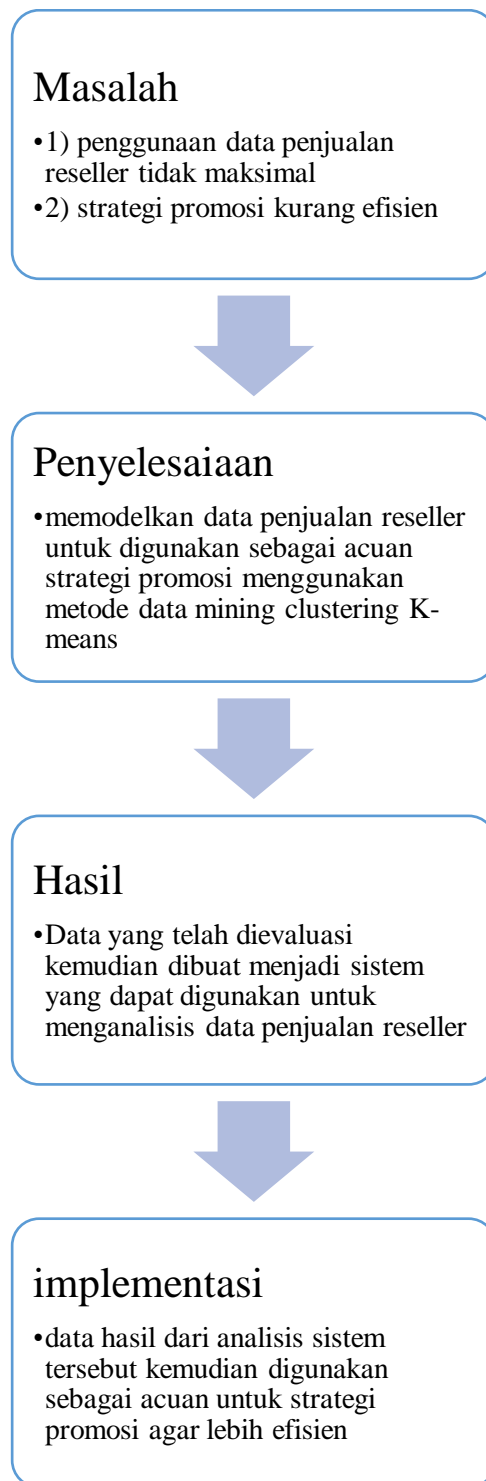 Masalah
•1) penggunaan data penjualan
reseller tidak maksimal
•2) strategi promosi kurang efisien
Penyelesaiaan
•memodelkan data penjualan reseller
untuk digunakan sebagai acuan
strategi promosi menggunakan
metode data mining clustering K-
means
Hasil
•Data yang telah dievaluasi
kemudian dibuat menjadi sistem
yang dapat digunakan untuk
menganalisis data penjualan reseller
implementasi
•data hasil dari analisis sistem
tersebut kemudian digunakan
sebagai acuan untuk strategi
promosi agar lebih efisien